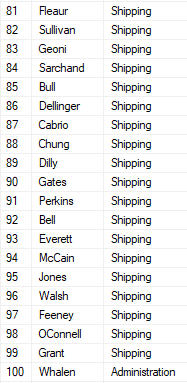 81 Fleaur Shipping
82 Sullivan Shipping
83 Geoni Shipping
84 Sarchand Shipping
85 Bull Shipping
86 Dellinger Shipping
87 Cabrio Shipping
88 Chung Shipping
89 Dilly Shipping
90 Gates Shipping
91 Perkins Shipping
92 Bell Shipping
93 Everett Shipping
94 McCain Shipping
95 Jones Shipping
96 Walsh Shipping
97 Feeney Shipping
98 OConnell Shipping
99 Grant Shipping
100 Whalen Administration